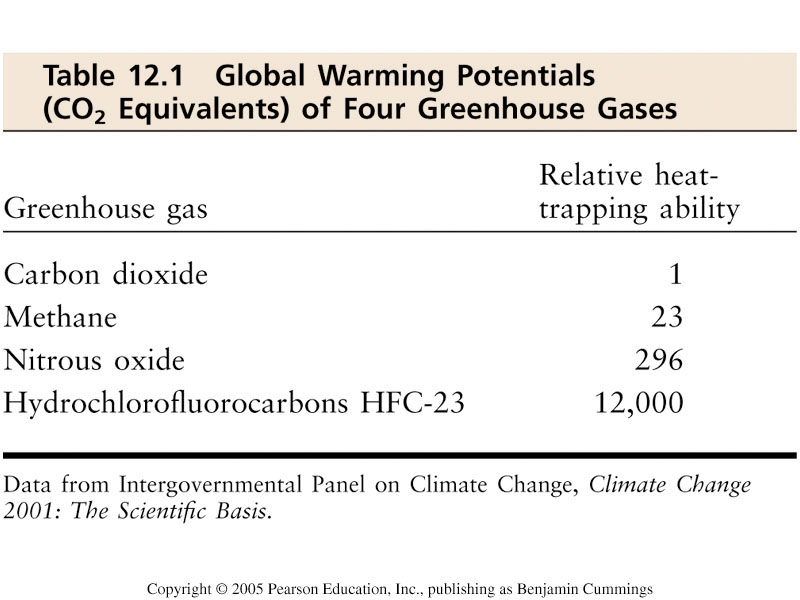 Table 12.1 Global Warming Potentials
(CO₂ Equivalents) of Four Greenhouse Gases
Greenhouse gas Relative heat-
trapping ability
Carbon dioxide 1
Methane 23
Nitrous oxide 296
Hydrochlorofluorocarbons HFC-23 12,000
Data from Intergovernmental Panel on Climate Change, Climate Change
2001: The Scientific Basis.
Copyright © 2005 Pearson Education, Inc., publishing as Benjamin Cummings